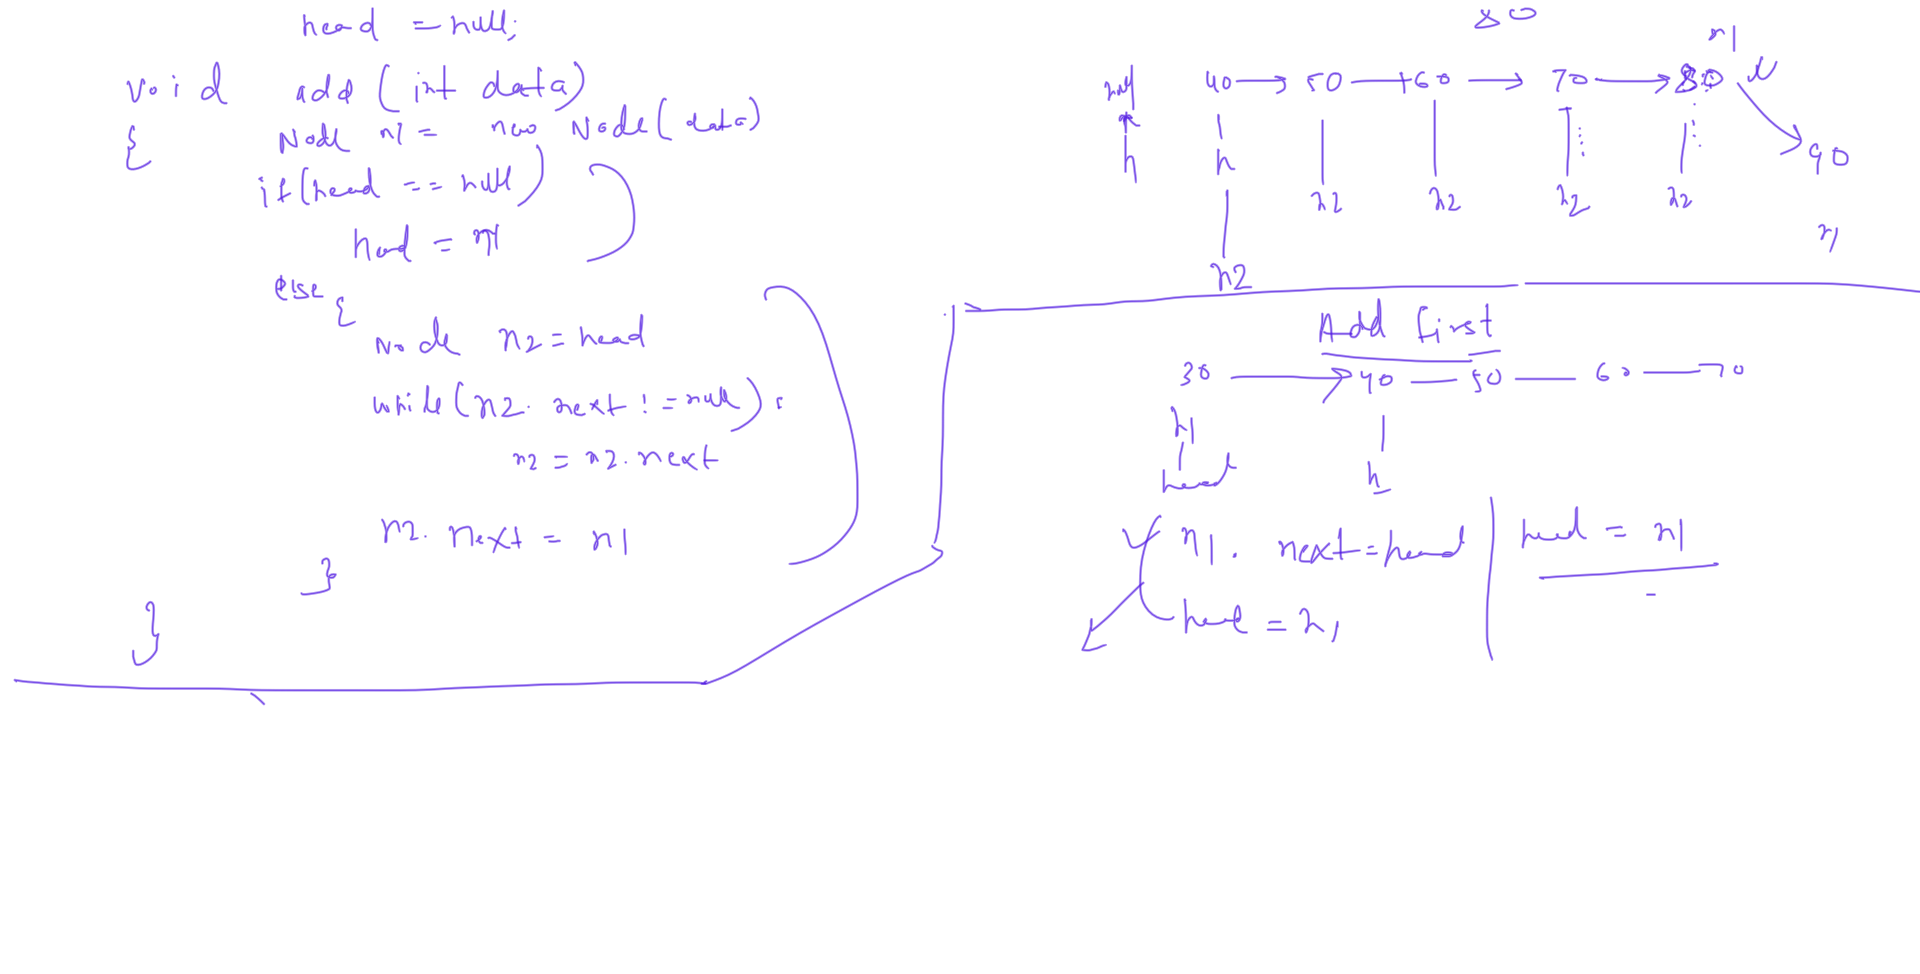 head = null;
void add (int data)
{
Node n1 = new Node(data)
if(head == null)
head = n1
else {
Node n2 = head
while(n2. next != null)
n2 = n2.next
n2. next = n1
}
}
80
n1
null 40 50 60 70 80 N
90
h h
n2 n2 n2 n2
n1
n2
Add first
30 40 50 60 70
n1
head h
n1. next=head head = n1
head = n1